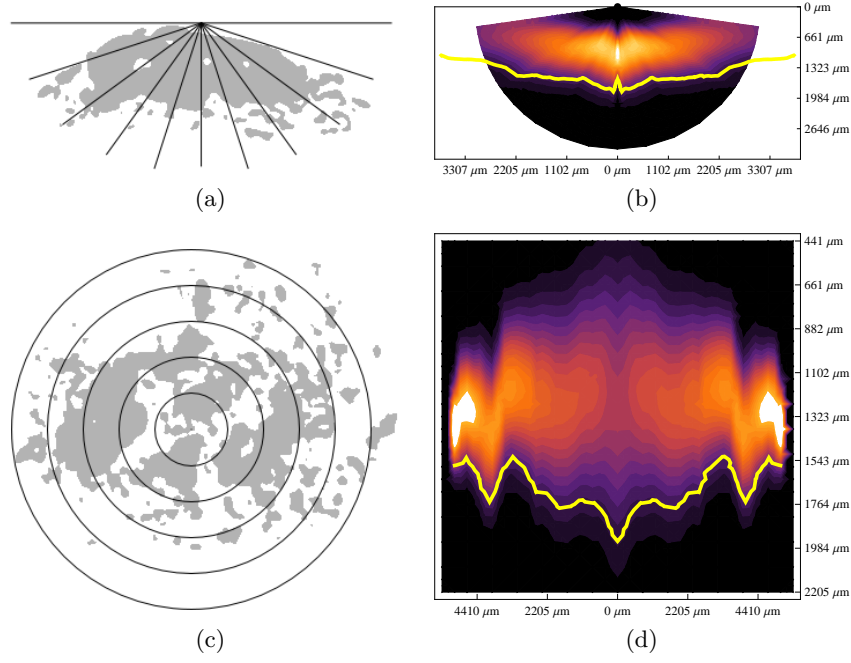 0 μm
661 μm
1323 μm
1984 μm
2646 μm
3307 μm 2205 μm 1102 μm 0 μm 1102 μm 2205 μm 3307 μm
(a) (b)
441 μm
661 μm
882 μm
1102 μm
1323 μm
1543 μm
1764 μm
1984 μm
2205 μm
4410 μm 2205 μm 0 μm 2205 μm 4410 μm
(c) (d)